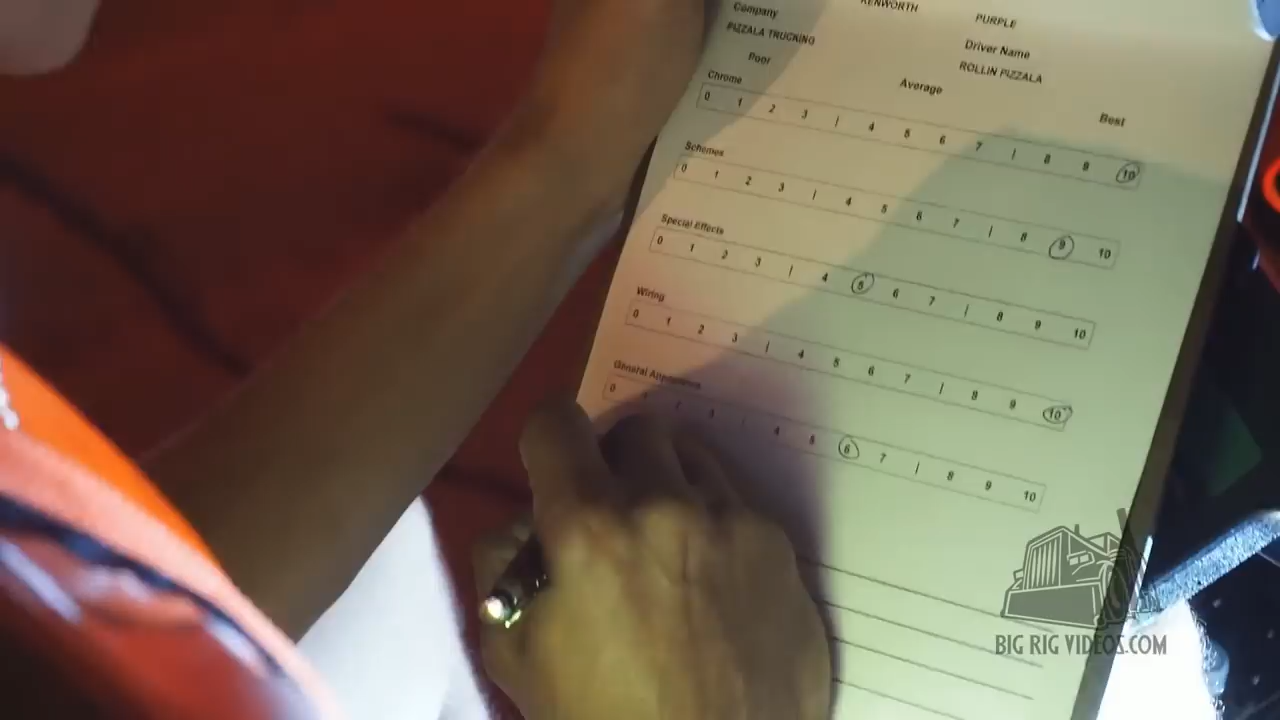 KENWORTH
PURPLE
Company
PIZZALA TRUCKING
Driver Name
ROLLIN PIZZALA
Poor
Average
Best
Chrome
0 1 2 3 | 4 5 6 7 | 8 9 10
Schemes
0 1 2 3 | 4 5 6 7 | 8 9 10
Special Effects
0 1 2 3 | 4 5 6 7 | 8 9 10
Wiring
0 1 2 3 | 4 5 6 7 | 8 9 10
General Appearance
0 1 2 3 | 4 5 6 7 | 8 9 10
BIG RIG VIDEOS.COM